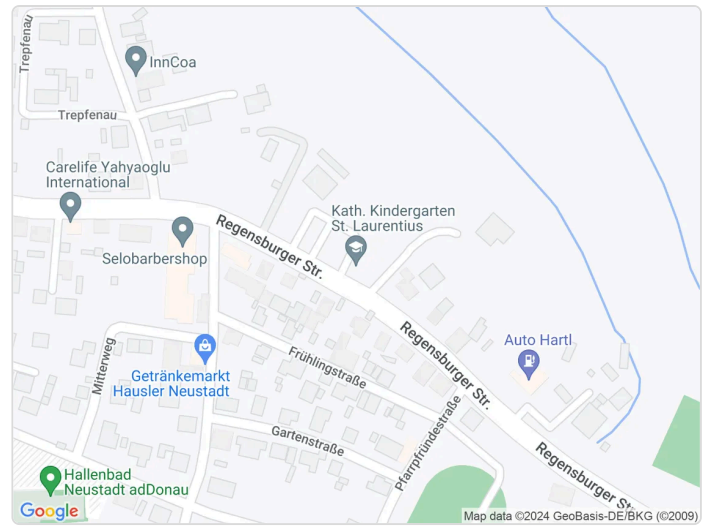 Trepfenau
InnCoa
Trepfenau
Carelife Yahyaoglu
International
Kath. Kindergarten
St. Laurentius
Regensburger Str.
Selobarbershop
Regensburger Str.
Auto Hartl
Mitterweg
Frühlingstraße
Getränkemarkt
Hausler Neustadt
Pfarrpfründestraße
Gartenstraße
Regensburger Str
Hallenbad
Neustadt adDonau
Google
Map data ©2024 GeoBasis-DE/BKG (©2009)